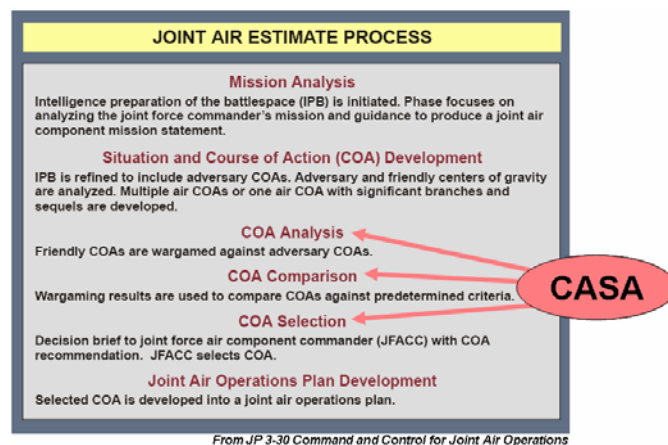 JOINT AIR ESTIMATE PROCESS
Mission Analysis
Intelligence preparation of the battlespace (IPB) is initiated. Phase focuses on
analyzing the joint force commander's mission and guidance to produce a joint air
component mission statement.
Situation and Course of Action (COA) Development
IPB is refined to include adversary COAs. Adversary and friendly centers of gravity
are analyzed. Multiple air COAs or one air COA with significant branches and
sequels are developed.
COA Analysis
Friendly COAs are wargamed against adversary COAs.
COA Comparison
Wargaming results are used to compare COAs against predetermined criteria.
CASA
COA Selection
Decision brief to joint force air component commander (JFACC) with COA
recommendation. JFACC selects COA.
Joint Air Operations Plan Development
Selected COA is developed into a joint air operations plan.
From JP 3-30 Command and Control for Joint Air Operations